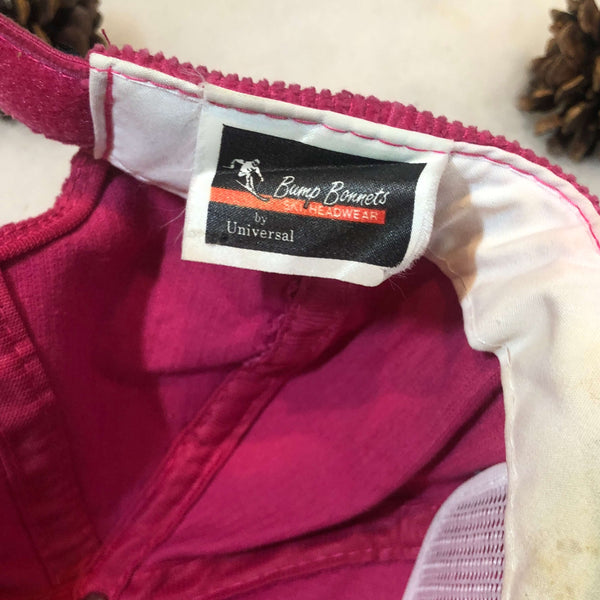 Bump Bonnets
SKI HEADWEAR
by
Universal